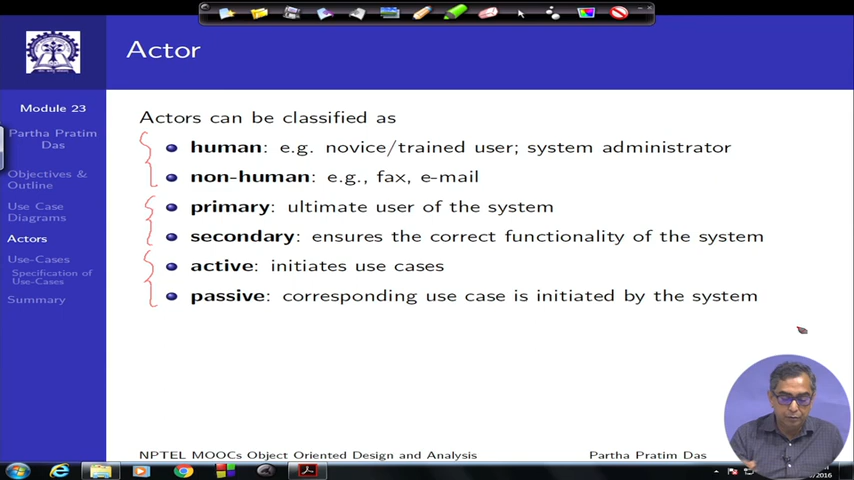 Actor
Module 23
Partha Pratim
Das
Objectives &
Outline
Use Case
Diagrams
Actors
Use-Cases
Specification of
Use-Cases
Summary
Actors can be classified as
human: e.g. novice/trained user; system administrator
non-human: e.g., fax, e-mail
primary: ultimate user of the system
secondary: ensures the correct functionality of the system
active: initiates use cases
passive: corresponding use case is initiated by the system
NPTEL MOOCs Object Oriented Design and Analysis
Partha Pratim Das